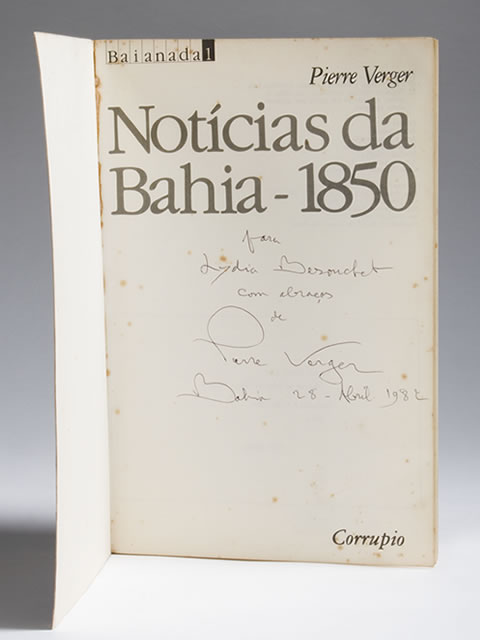 Baianada 1
Pierre Verger
Notícias da
Bahia - 1850
para
Lydia Besouchet
com abraços
de
Pierre Verger
Bahia 28 - Abril 198
Corrupio